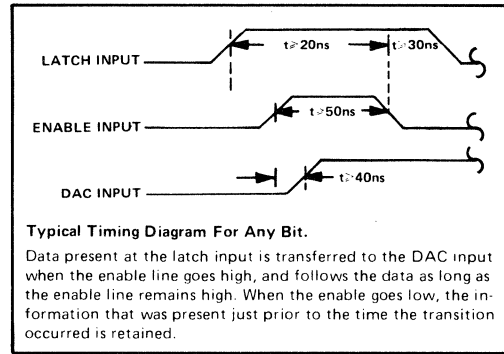 LATCH INPUT
t≥20ns
t≥30ns
ENABLE INPUT
t≥50ns
DAC INPUT
t≥40ns
Typical Timing Diagram For Any Bit.
Data present at the latch input is transferred to the DAC input
when the enable line goes high, and follows the data as long as
the enable line remains high. When the enable goes low, the in-
formation that was present just prior to the time the transition
occurred is retained.